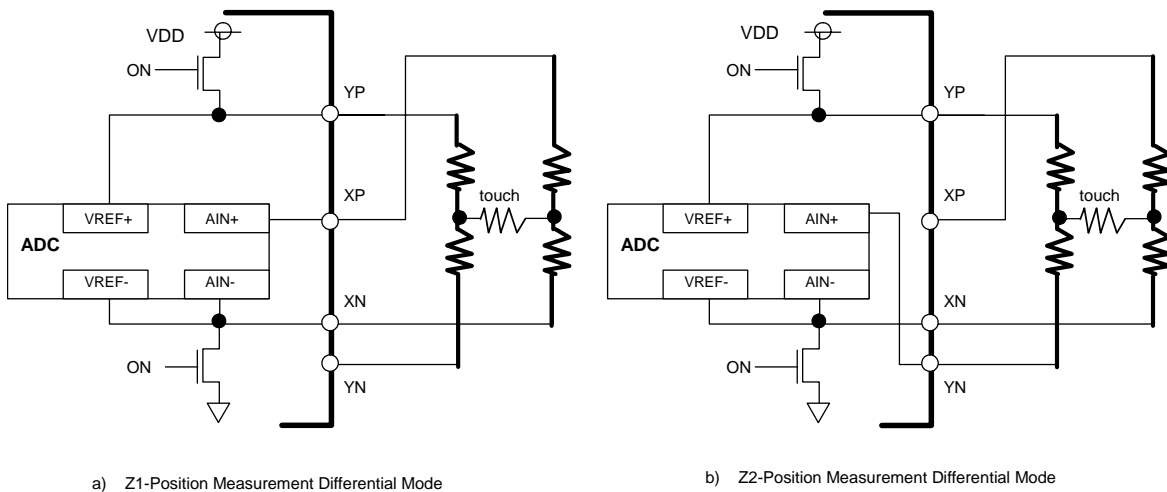 VDD
ON
YP
XP
touch
VREF+
AIN+
ADC
VREF-
AIN-
XN
ON
YN
a) Z1-Position Measurement Differential Mode
VDD
ON
YP
XP
touch
VREF+
AIN+
ADC
VREF-
AIN-
XN
ON
YN
b) Z2-Position Measurement Differential Mode